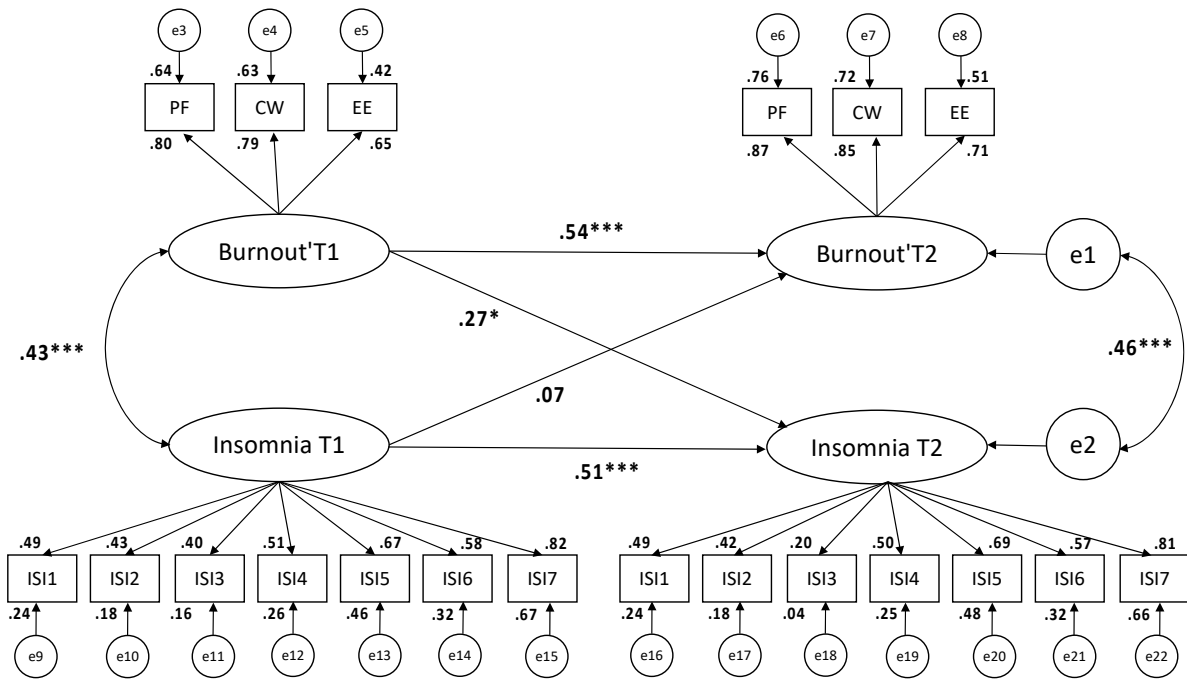 e3 e4 e5 e6 e7 e8
.64 .63 .42 .76 .72 .51
PF CW EE PF CW EE
.80 .79 .65 .87 .85 .71
.54***
Burnout'T1 Burnout'T2 e1
.27*
.43*** .46***
.07
Insomnia T1 Insomnia T2 e2
.51***
.49 .43 .40 .51 .67 .58 .82 .49 .42 .20 .50 .69 .57 .81
ISI1 ISI2 ISI3 ISI4 ISI5 ISI6 ISI7 ISI1 ISI2 ISI3 ISI4 ISI5 ISI6 ISI7
.24 .18 .16 .26 .46 .32 .67 .24 .18 .04 .25 .48 .32 .66
e9 e10 e11 e12 e13 e14 e15 e16 e17 e18 e19 e20 e21 e22